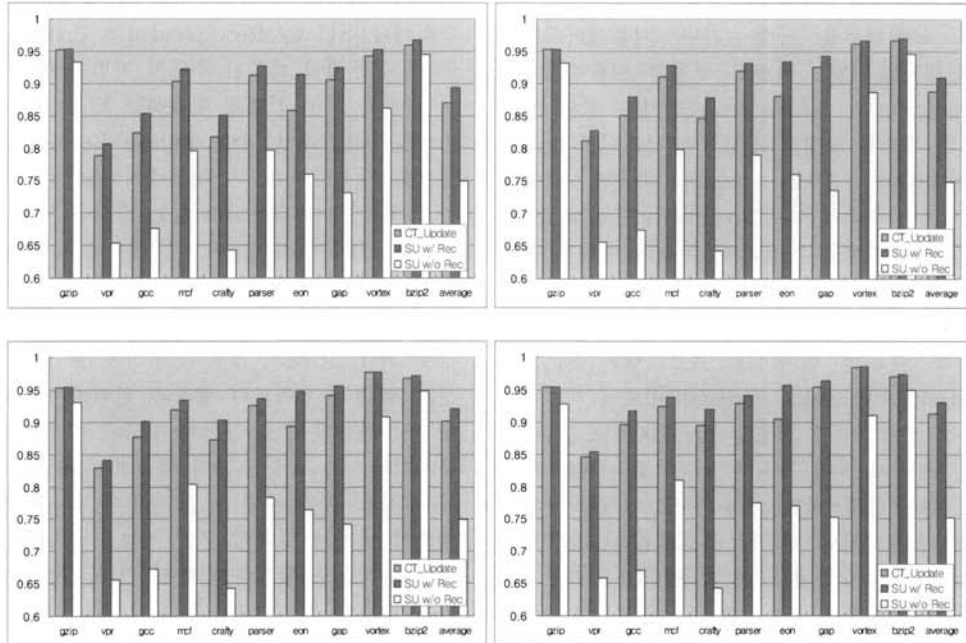 1
0.95
0.9
0.85
0.8
0.75
0.7
0.65
0.6
CT_Update
SU w/ Rec
SU w/o Rec
gzip vpr gcc mcf crafty parser eon gap vortex bzip2 average
1
0.95
0.9
0.85
0.8
0.75
0.7
0.65
0.6
CT_Update
SU w/ Rec
SU w/o Rec
gzip vpr gcc mcf crafty parser eon gap vortex bzip2 average
1
0.95
0.9
0.85
0.8
0.75
0.7
0.65
0.6
CT_Update
SU w/ Rec
SU w/o Rec
gzip vpr gcc mcf crafty parser eon gap vortex bzip2 average
1
0.95
0.9
0.85
0.8
0.75
0.7
0.65
0.6
CT_Update
SU w/ Rec
SU w/o Rec
gzip vpr gcc mcf crafty parser eon gap vortex bzip2 average